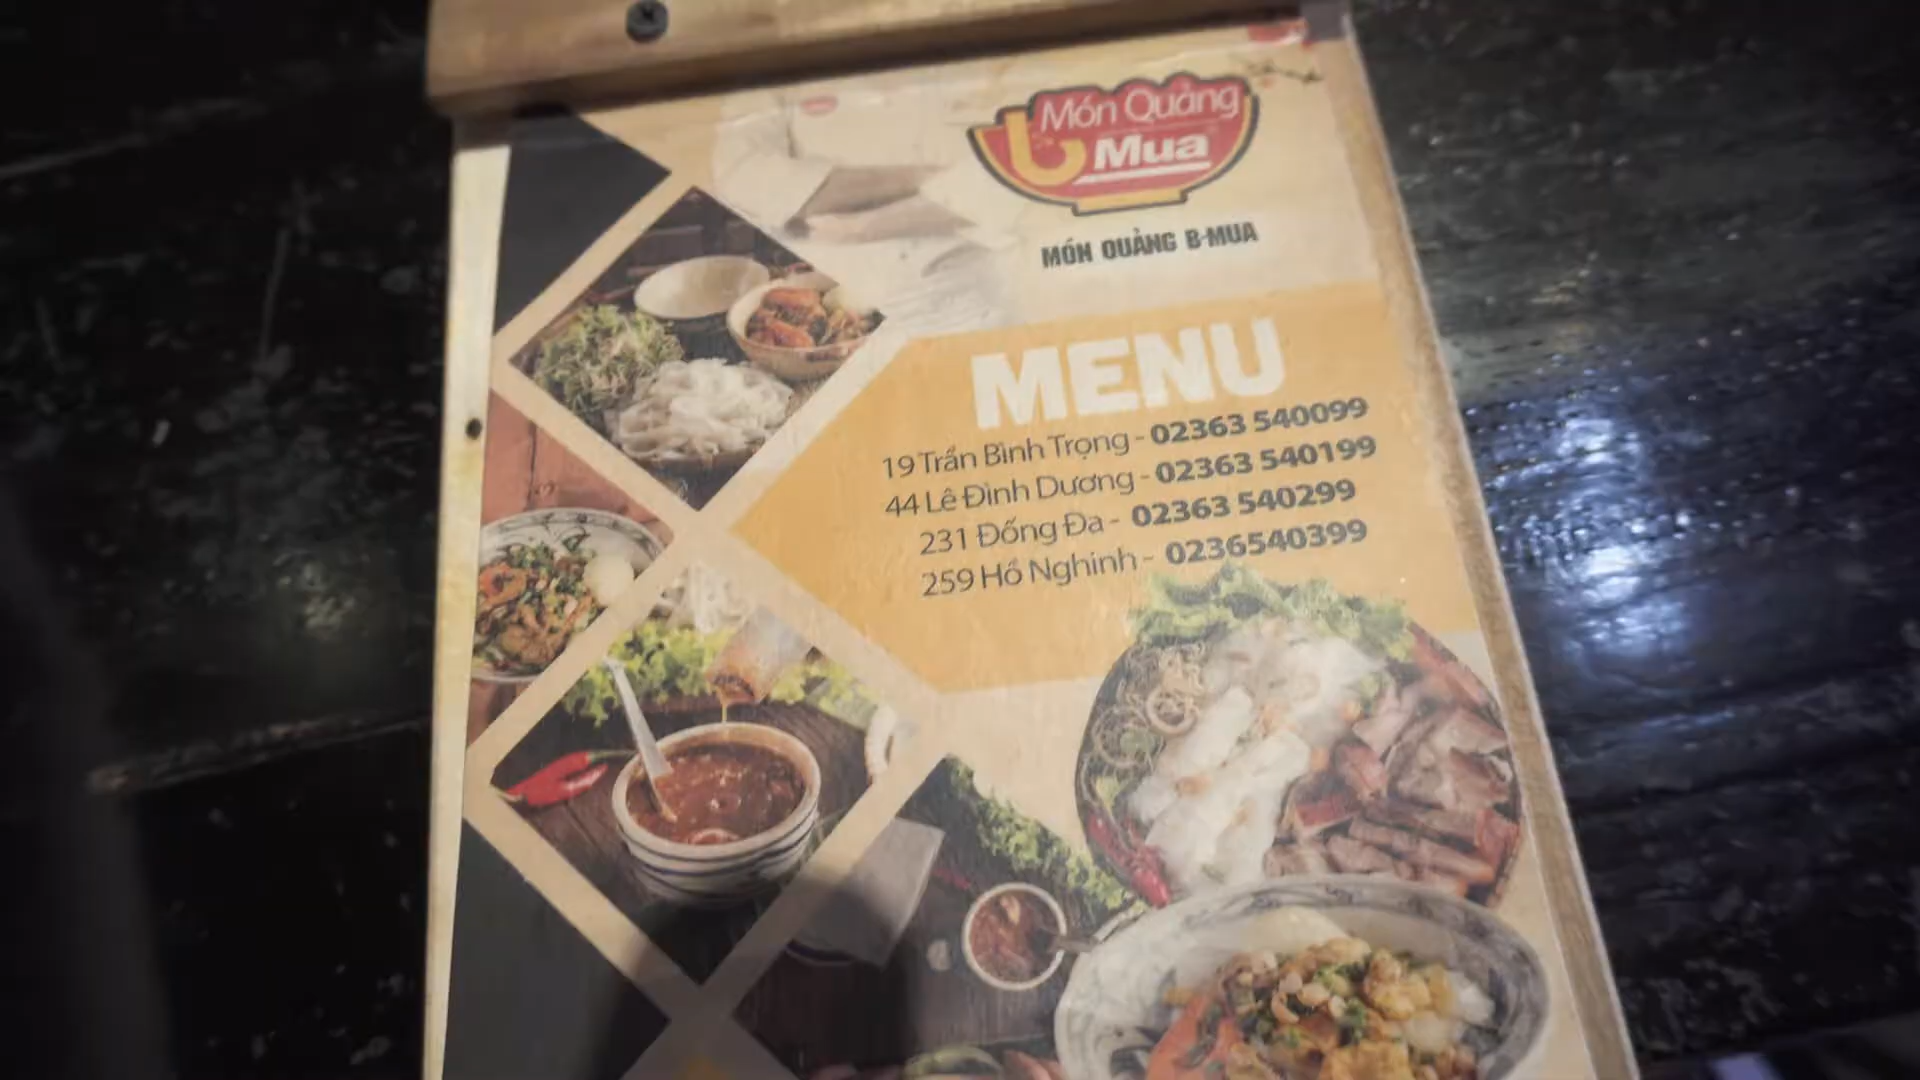 Món Quảng
Mua
MÓN QUẢNG B-MUA
MENU
19 Trần Bình Trọng - 02363 540099
44 Lê Đình Dương - 02363 540199
231 Đống Đa - 02363 540299
259 Hồ Nghinh - 0236540399